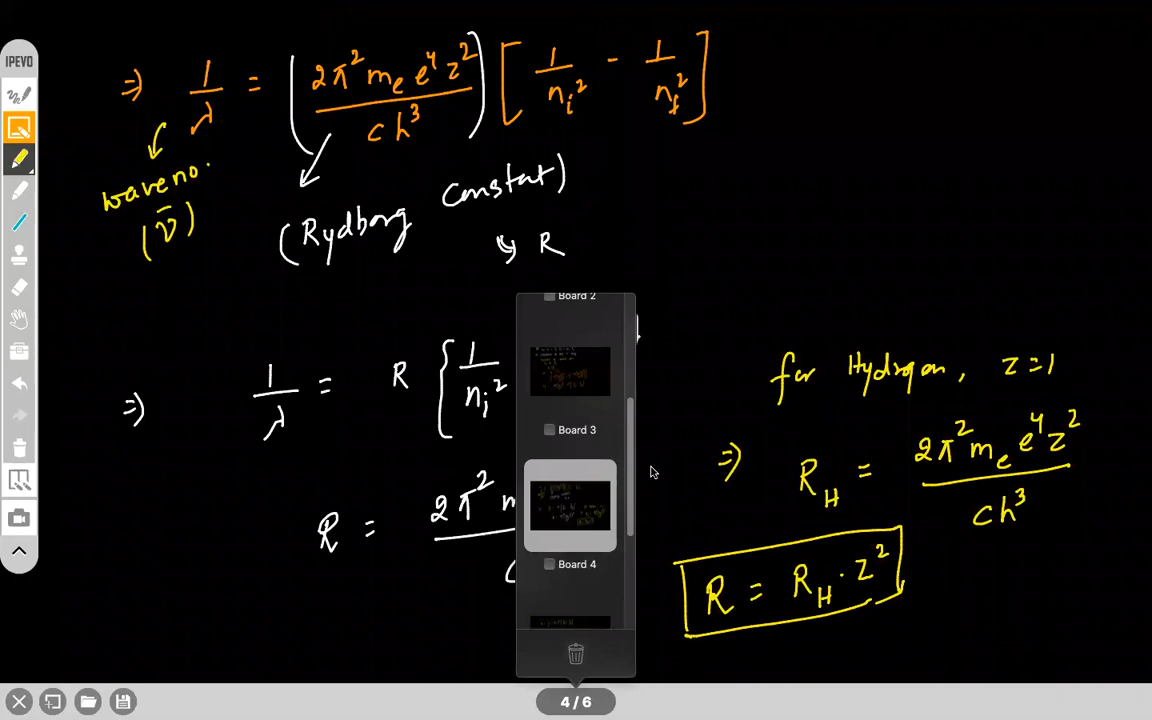 IPEVO
⇒ 1/λ = (2π²mₑe⁴z²/ch³) [1/nᵢ² - 1/n_f²]
wave no.
(ν̄)
(Rydberg constat)
↳ R
⇒ 1/λ = R {1/nᵢ²
R = 2π²m
for Hydrogen, z=1
⇒ R_H = 2π²mₑe⁴z²/ch³
R = R_H · z²
Board 2
Board 3
Board 4
4 / 6